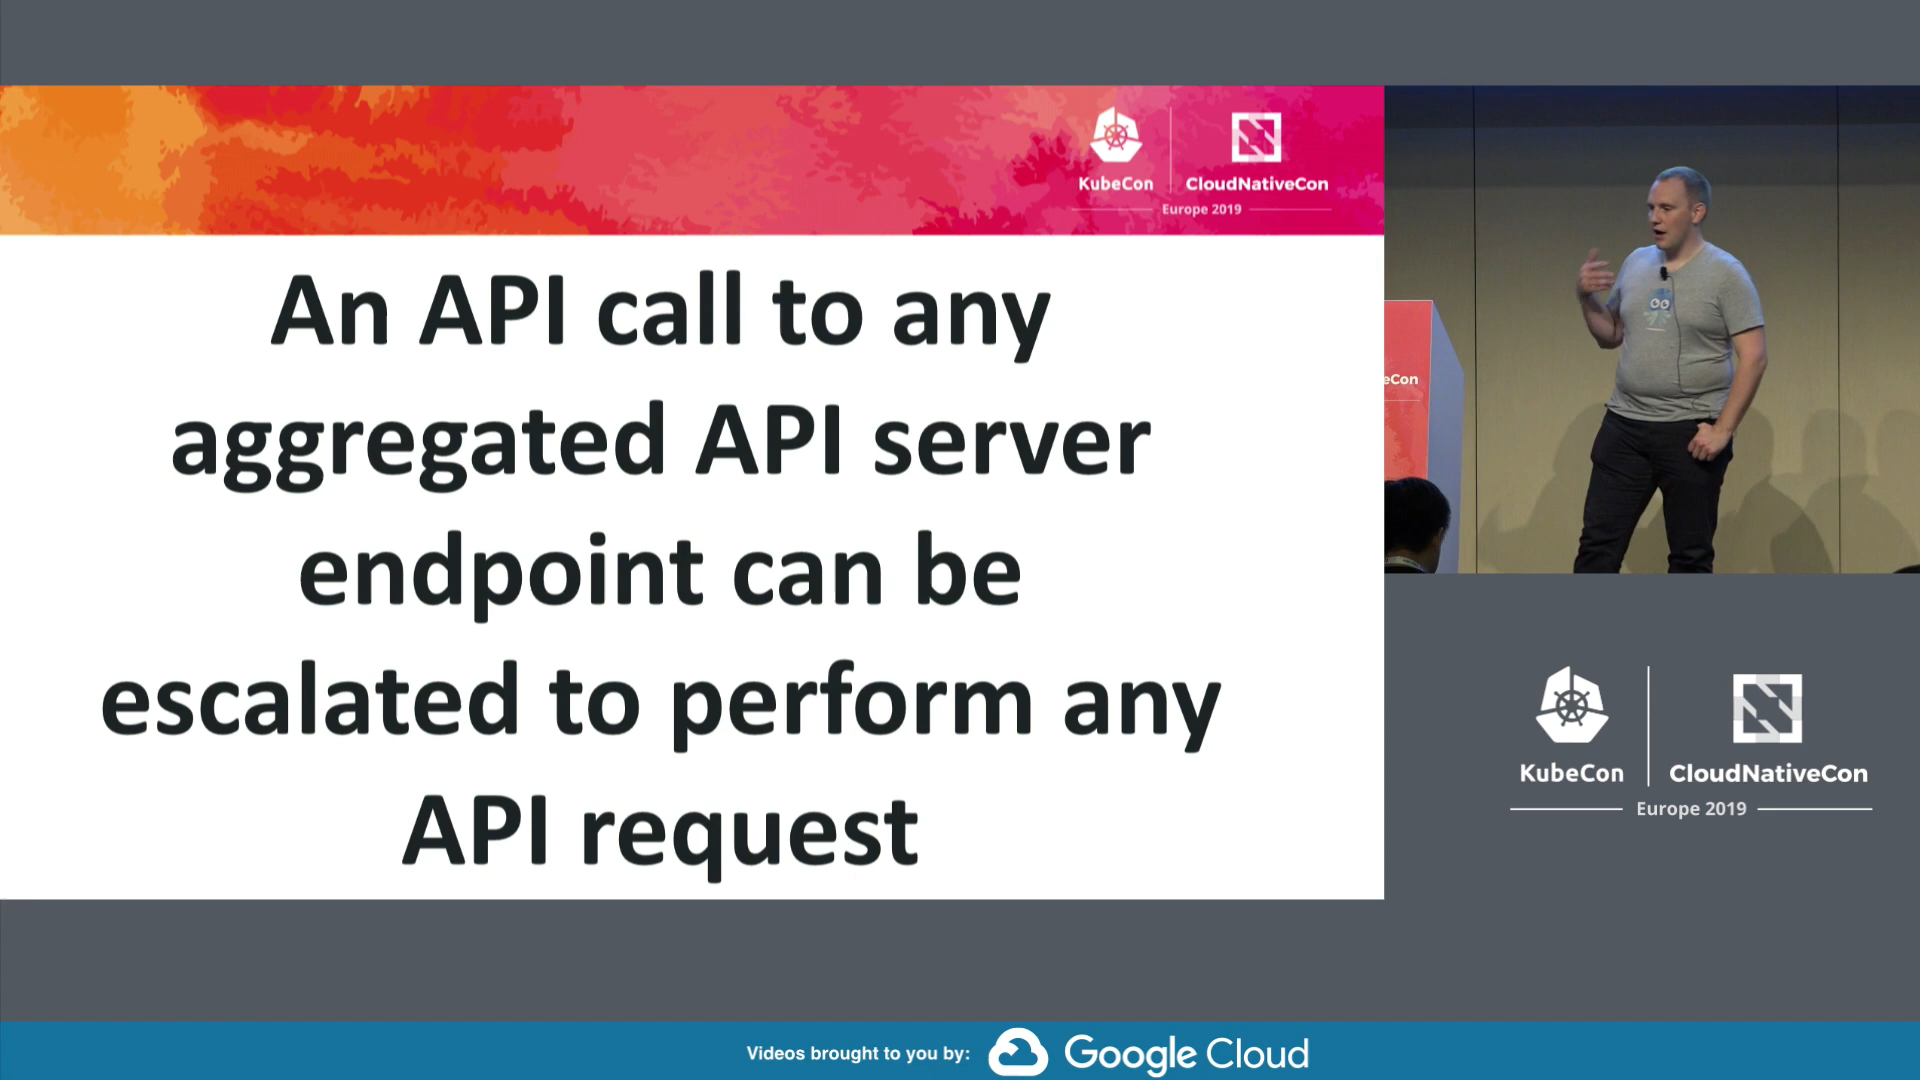 KubeCon
CloudNativeCon
Europe 2019
An API call to any
aggregated API server
endpoint can be
escalated to perform any
API request
eCon
KubeCon
CloudNativeCon
Europe 2019
Videos brought to you by:
Google Cloud